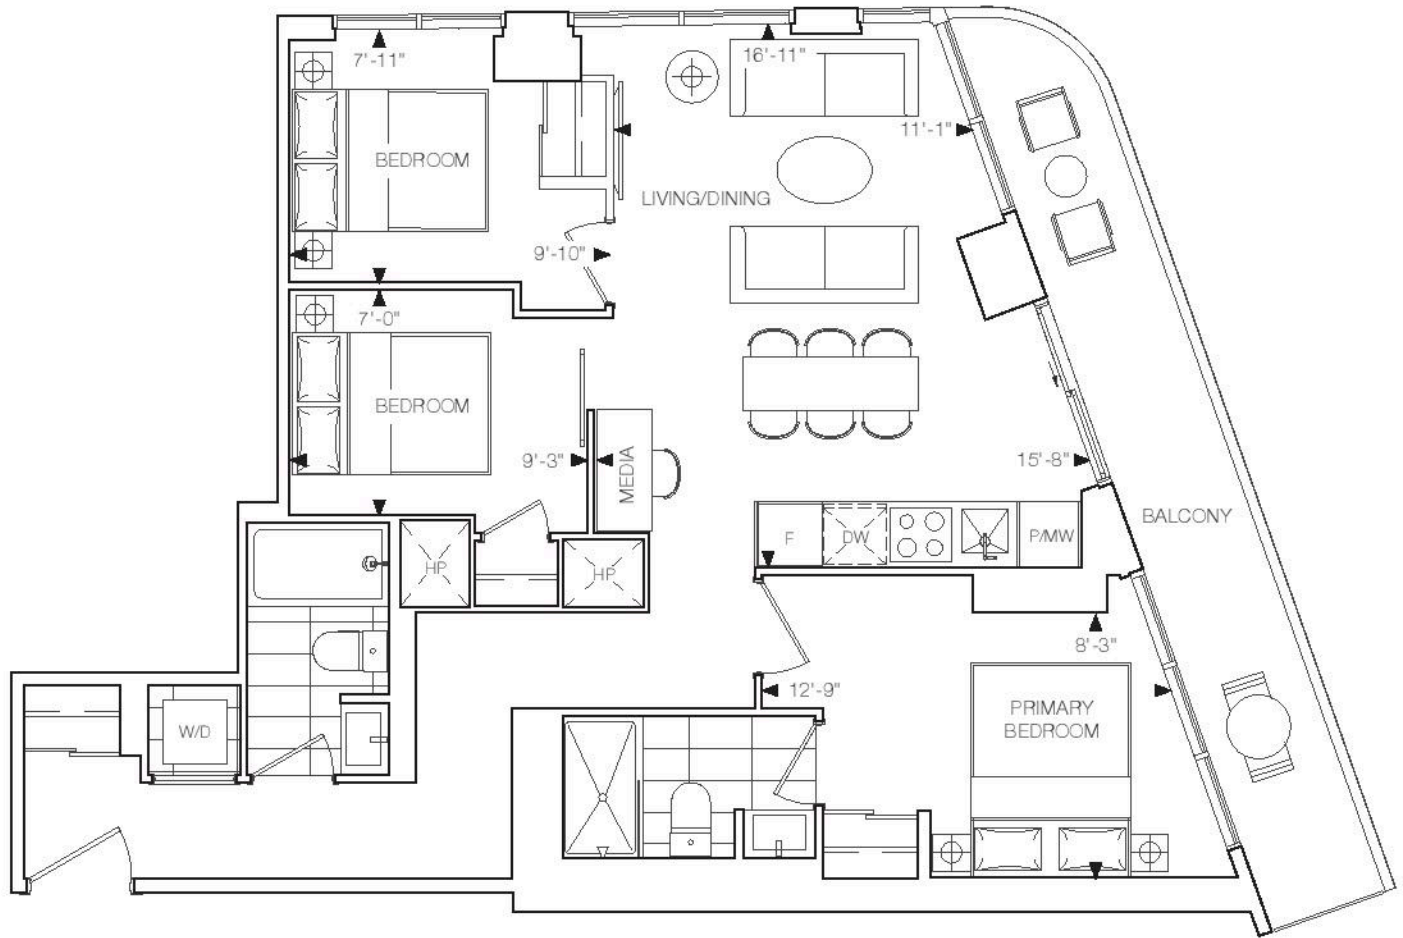 7'-11"
16'-11"
11'-1"
BEDROOM
LIVING/DINING
9'-10"
7'-0"
BEDROOM
9'-3"
MEDIA
15'-8"
BALCONY
F
DW
P/MW
HP
HP
8'-3"
12'-9"
PRIMARY
BEDROOM
W/D